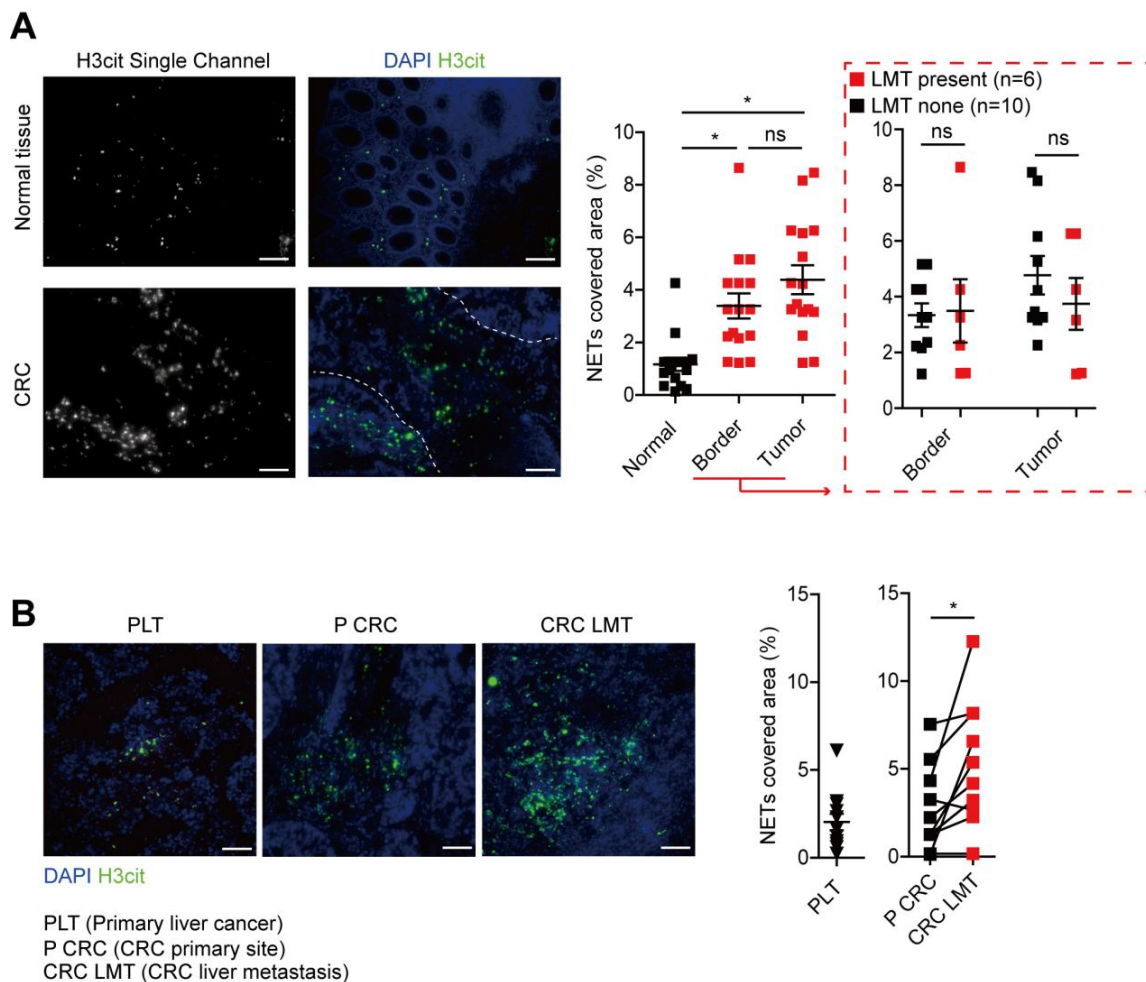 A
H3cit Single Channel
DAPI H3cit
Normal tissue
CRC
NETs covered area (%)
10
8
6
4
2
0
*
*
ns
Normal
Border
Tumor
LMT present (n=6)
LMT none (n=10)
10
8
6
4
2
0
ns
ns
Border
Tumor
B
PLT
P CRC
CRC LMT
DAPI H3cit
PLT (Primary liver cancer)
P CRC (CRC primary site)
CRC LMT (CRC liver metastasis)
NETs covered area (%)
15
10
5
0
PLT
15
10
5
0
*
P CRC
CRC LMT